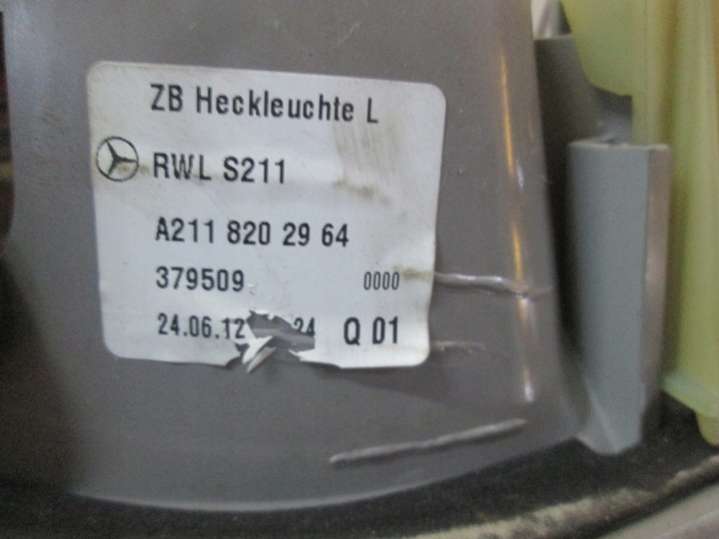 ZB Heckleuchte L
RWL S211
A211 820 29 64
379509 0000
24.06.12 24 Q 01